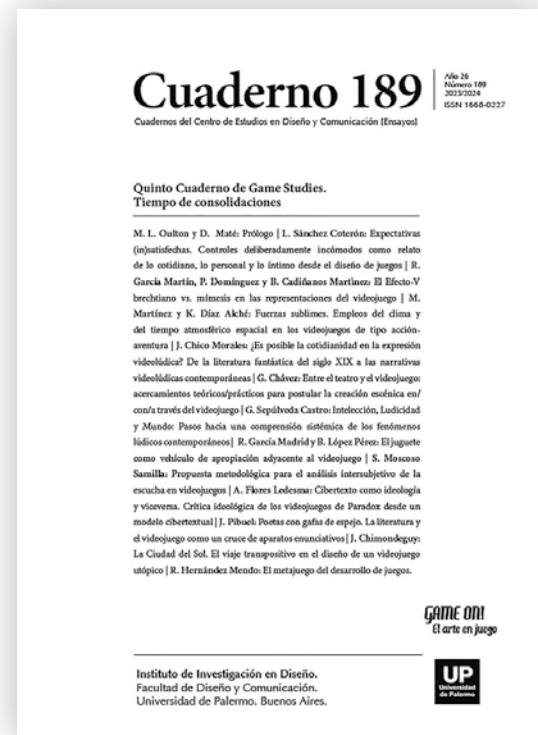 Cuaderno 189
Cuadernos del Centro de Estudios en Diseño y Comunicación [Ensayos]
Año 26
Número 189
2023/2024
ISSN 1668-0227
Quinto Cuaderno de Game Studies.
Tiempo de consolidaciones
M. L. Oulton y D. Maté: Prólogo | L. Sánchez Coterón: Expectativas
(in)satisfechas. Controles deliberadamente incómodos como relato
de lo cotidiano, lo personal y lo íntimo desde el diseño de juegos | R.
García Martín, P. Domínguez y B. Cadiñanos Martínez: El Efecto-V
brechtiano vs. mímesis en las representaciones del videojuego | M.
Martínez y K. Díaz Alché: Fuerzas sublimes. Empleos del clima y
del tiempo atmosférico espacial en los videojuegos de tipo acción-
aventura | J. Chico Morales: ¿Es posible la cotidianidad en la expresión
videolúdica? De la literatura fantástica del siglo XIX a las narrativas
videolúdicas contemporáneas | G. Chávez: Entre el teatro y el videojuego:
acercamientos teóricos/prácticos para postular la creación escénica en/
con/a través del videojuego | G. Sepúlveda Castro: Intelección, Ludicidad
y Mundo: Pasos hacia una comprensión sistémica de los fenómenos
lúdicos contemporáneos | R. García Madrid y B. López Pérez: El juguete
como vehículo de apropiación adyacente al videojuego | S. Moscoso
Samilla: Propuesta metodológica para el análisis intersubjetivo de la
escucha en videojuegos | A. Flores Ledesma: Cibertexto como ideología
y viceversa. Crítica ideológica de los videojuegos de Paradox desde un
modelo cibertextual | J. Pibuel: Poetas con gafas de espejo. La literatura y
el videojuego como un cruce de aparatos enunciativos | J. Chimondeguy:
La Ciudad del Sol. El viaje transpositivo en el diseño de un videojuego
utópico | R. Hernández Mendo: El metajuego del desarrollo de juegos.
GAME ON!
El arte en juego
Instituto de Investigación en Diseño.
Facultad de Diseño y Comunicación.
Universidad de Palermo. Buenos Aires.
UP
Universidad
de Palermo